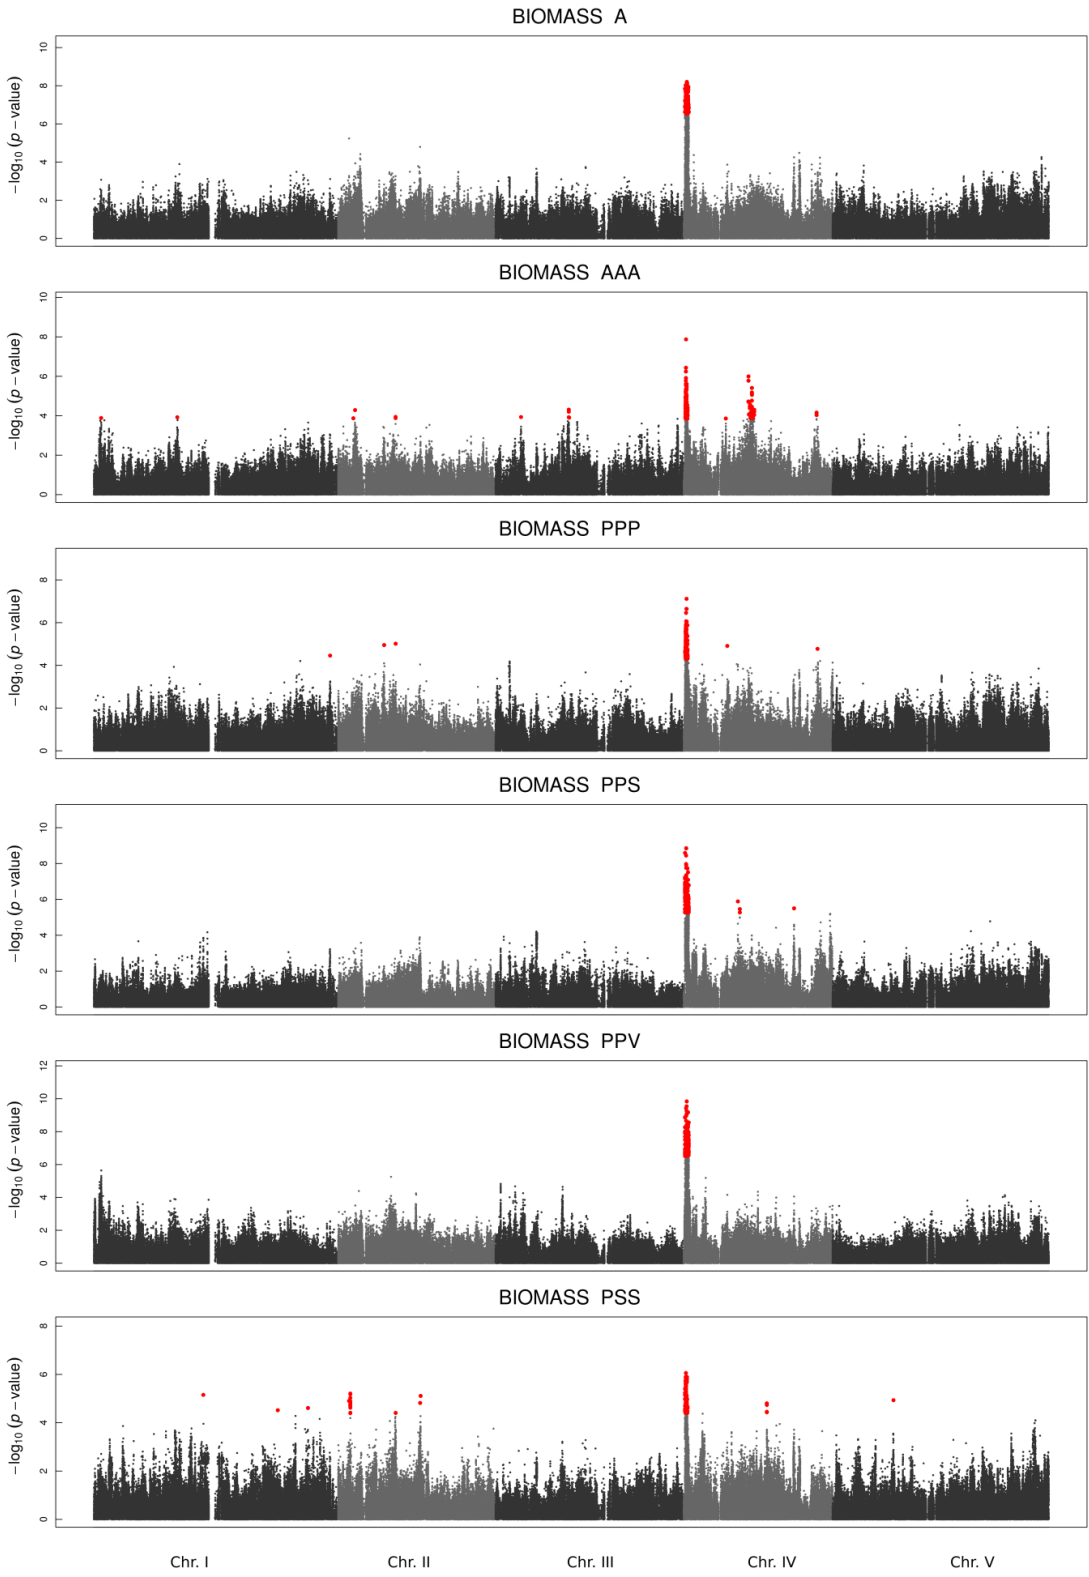 BIOMASS A
−log₁₀ (p − value)
10
8
6
4
2
0
BIOMASS AAA
−log₁₀ (p − value)
10
8
6
4
2
0
BIOMASS PPP
−log₁₀ (p − value)
8
6
4
2
0
BIOMASS PPS
−log₁₀ (p − value)
10
8
6
4
2
0
BIOMASS PPV
−log₁₀ (p − value)
12
10
8
6
4
2
0
BIOMASS PSS
−log₁₀ (p − value)
8
6
4
2
0
Chr. I Chr. II Chr. III Chr. IV Chr. V